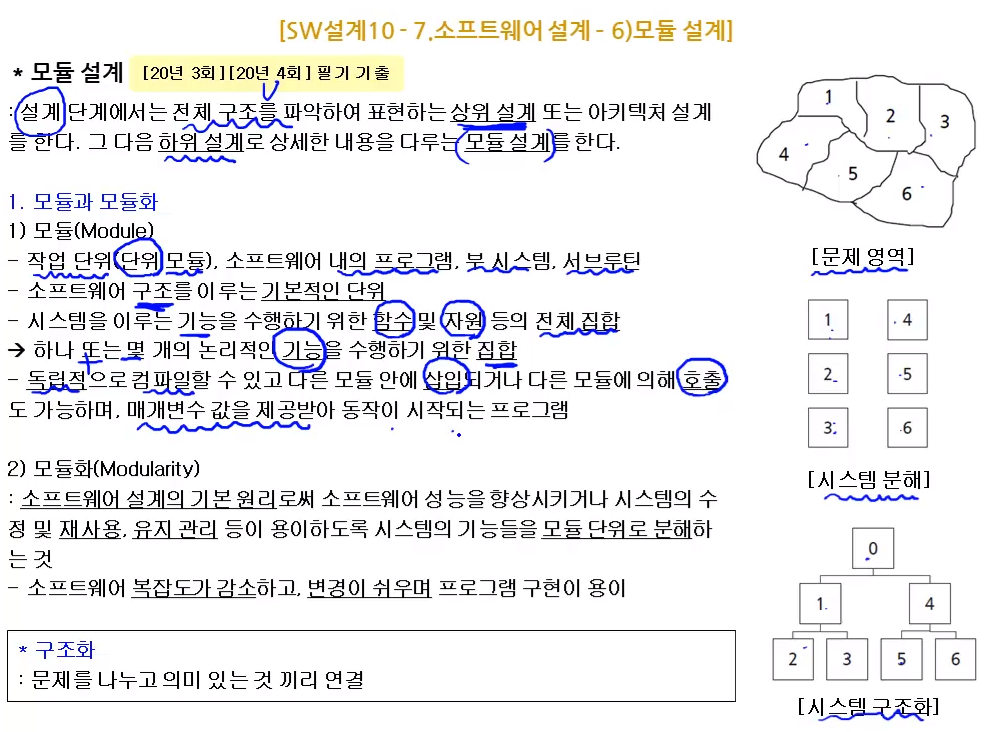 [SW설계10 - 7.소프트웨어 설계 - 6)모듈 설계]
* 모듈 설계 [20년 3회][20년 4회] 필기 기출
: 설계 단계에서는 전체 구조를 파악하여 표현하는 상위 설계 또는 아키텍처 설계
를 한다. 그 다음 하위 설계로 상세한 내용을 다루는 모듈 설계를 한다.
1. 모듈과 모듈화
1) 모듈(Module)
- 작업 단위(단위 모듈), 소프트웨어 내의 프로그램, 부 시스템, 서브루틴
- 소프트웨어 구조를 이루는 기본적인 단위
- 시스템을 이루는 기능을 수행하기 위한 함수 및 자원 등의 전체 집합
→ 하나 또는 몇 개의 논리적인 기능을 수행하기 위한 집합
- 독립적으로 컴파일할 수 있고 다른 모듈 안에 삽입되거나 다른 모듈에 의해 호출
도 가능하며, 매개변수 값을 제공받아 동작이 시작되는 프로그램
2) 모듈화(Modularity)
: 소프트웨어 설계의 기본 원리로써 소프트웨어 성능을 향상시키거나 시스템의 수
정 및 재사용, 유지 관리 등이 용이하도록 시스템의 기능들을 모듈 단위로 분해하
는 것
- 소프트웨어 복잡도가 감소하고, 변경이 쉬우며 프로그램 구현이 용이
* 구조화
: 문제를 나누고 의미 있는 것 끼리 연결
1
2
3
4
5
6
[문제 영역]
1 4
2 5
3 6
[시스템 분해]
0
1 4
2 3 5 6
[시스템 구조화]